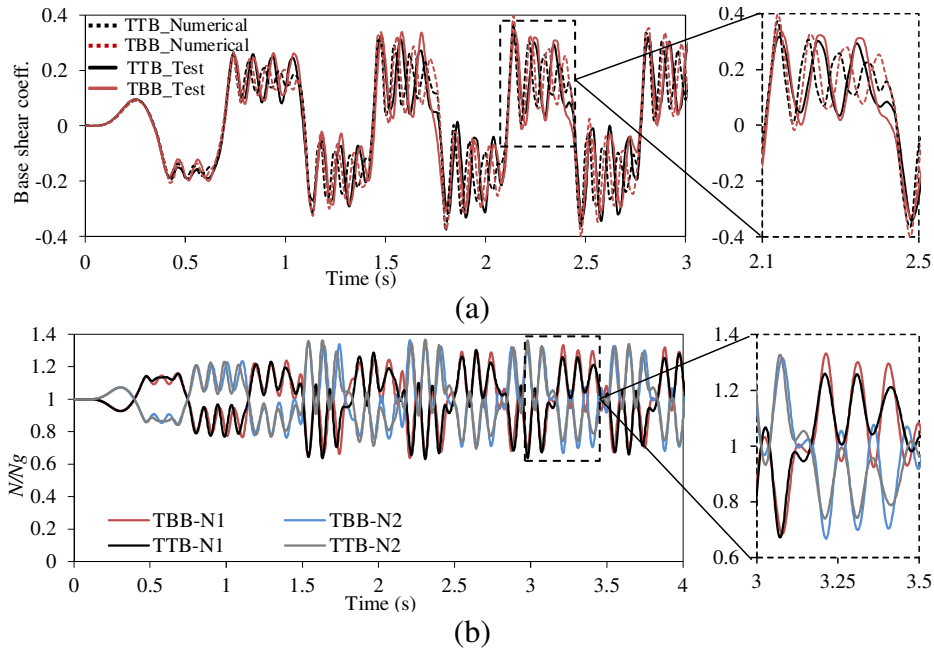 0.4
0.2
0
-0.2
-0.4
Base shear coeff.
TTB_Numerical
TBB_Numerical
TTB_Test
TBB_Test
0 0.5 1 1.5 2 2.5 3
Time (s)
0.4
0.2
0
-0.2
-0.4
2.1 2.5
(a)
1.4
1.2
1
0.8
0.6
0.4
0.2
0
N/Ng
TBB-N1 TBB-N2
TTB-N1 TTB-N2
0 0.5 1 1.5 2 2.5 3 3.5 4
Time (s)
1.4
1.2
1
0.8
0.6
3 3.25 3.5
(b)